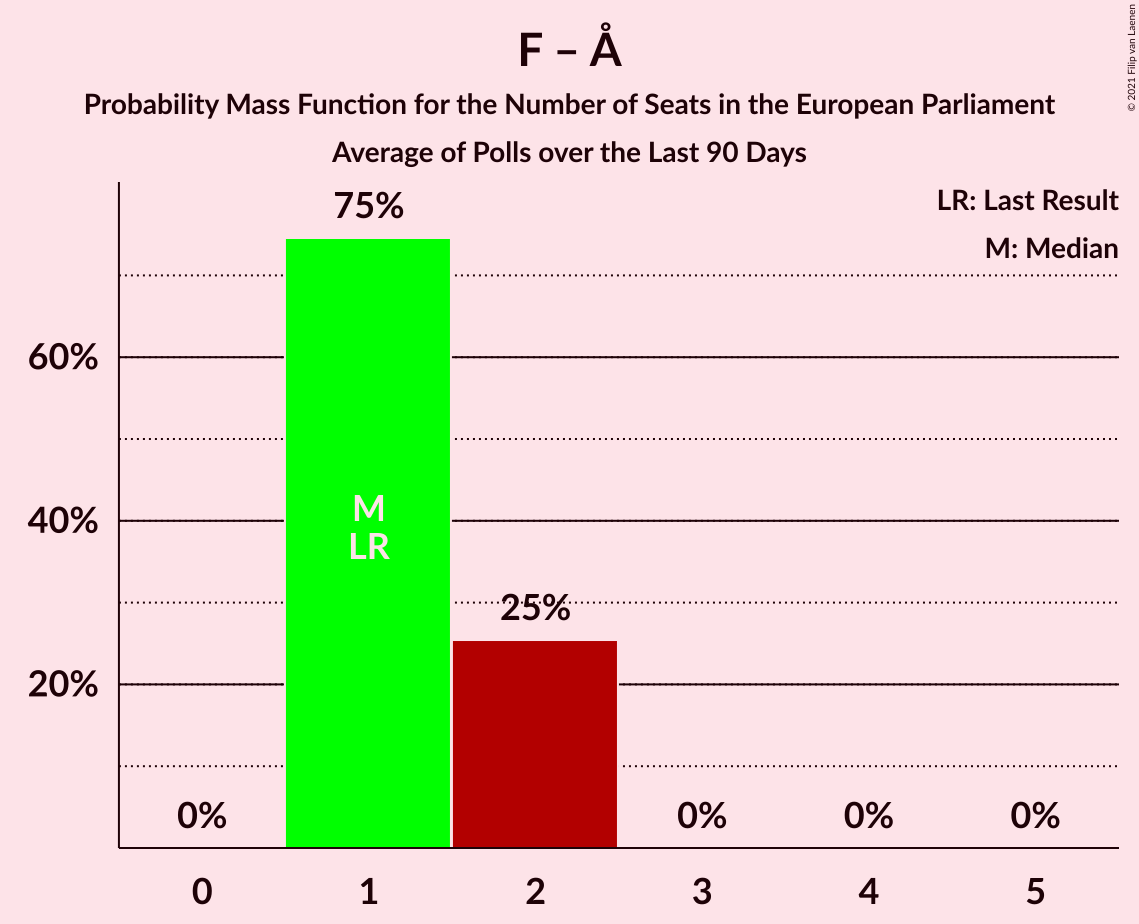 F – Å
Probability Mass Function for the Number of Seats in the European Parliament
Average of Polls over the Last 90 Days
© 2021 Filip van Laenen
LR: Last Result
M: Median
75%
60%
40%
20%
M
LR
25%
0%
0%
0%
0%
0
1
2
3
4
5